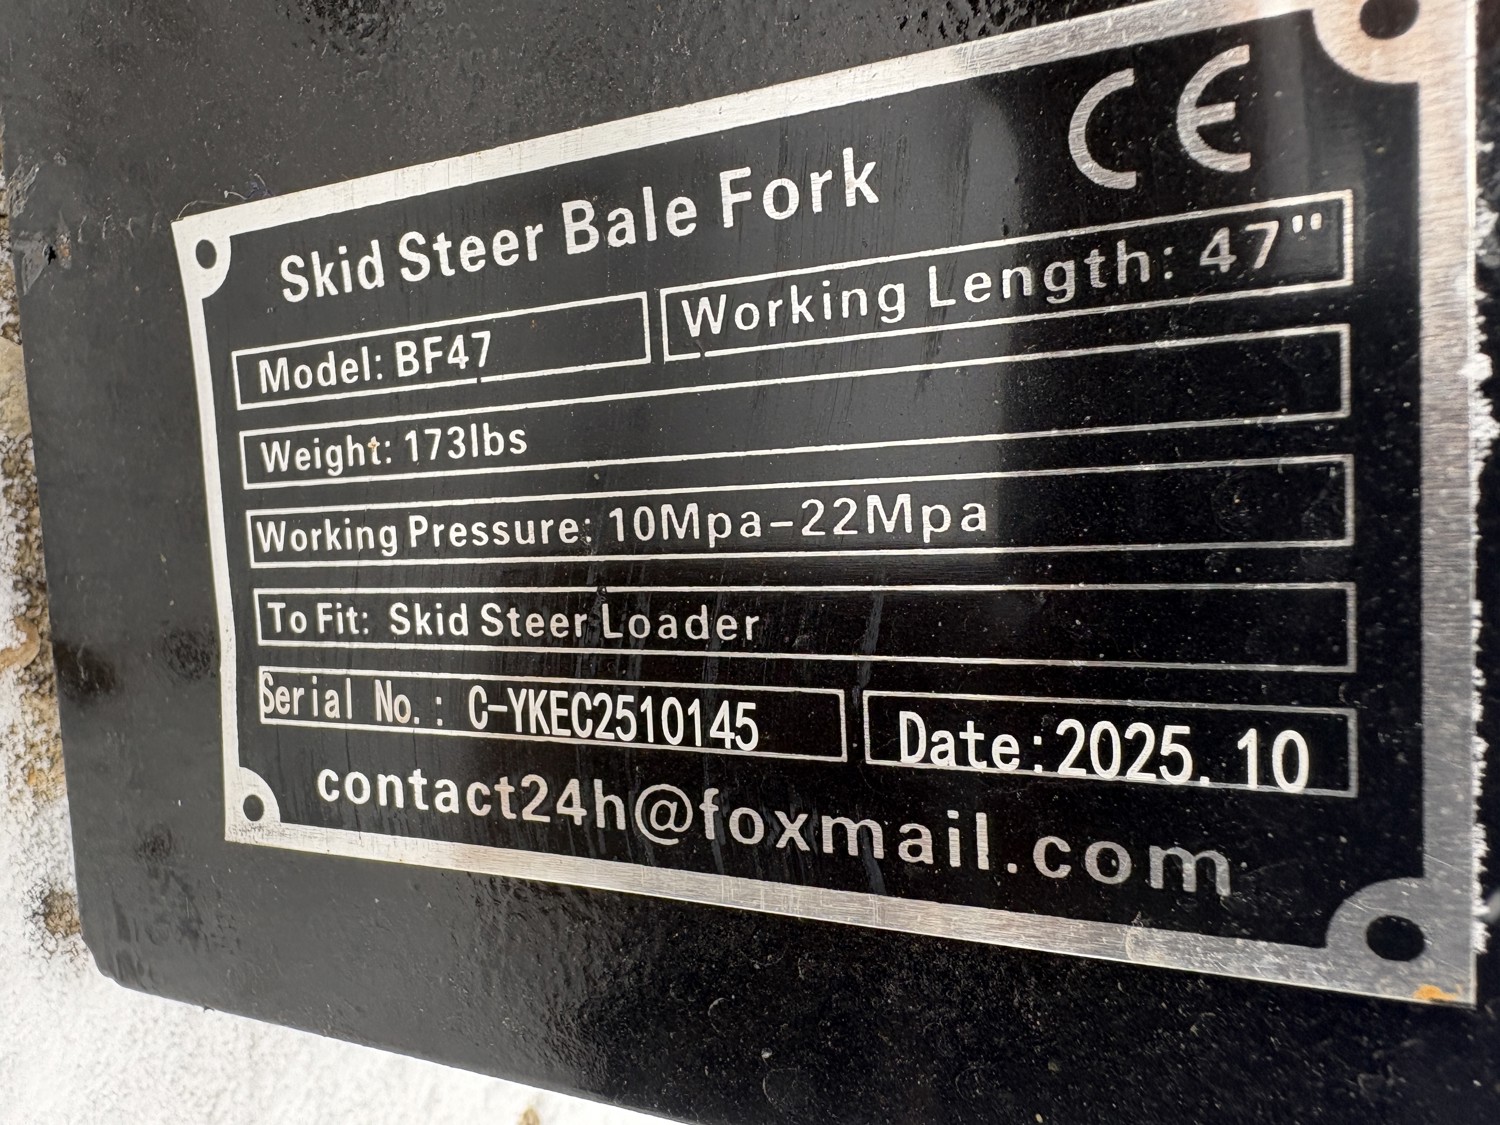 CE
Skid Steer Bale Fork
Model: BF47
Working Length: 47"
Weight: 173lbs
Working Pressure: 10Mpa-22Mpa
To Fit: Skid Steer Loader
Serial No.: C-YKEC2510145
Date:2025.10
contact24h@foxmail.com